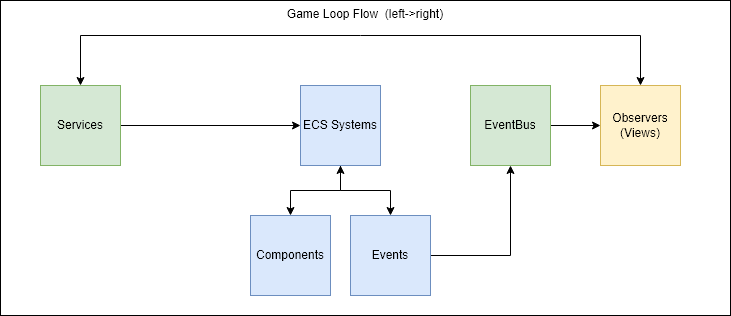 Game Loop Flow  (left->right)
Services
ECS Systems
EventBus
Observers
(Views)
Components
Events